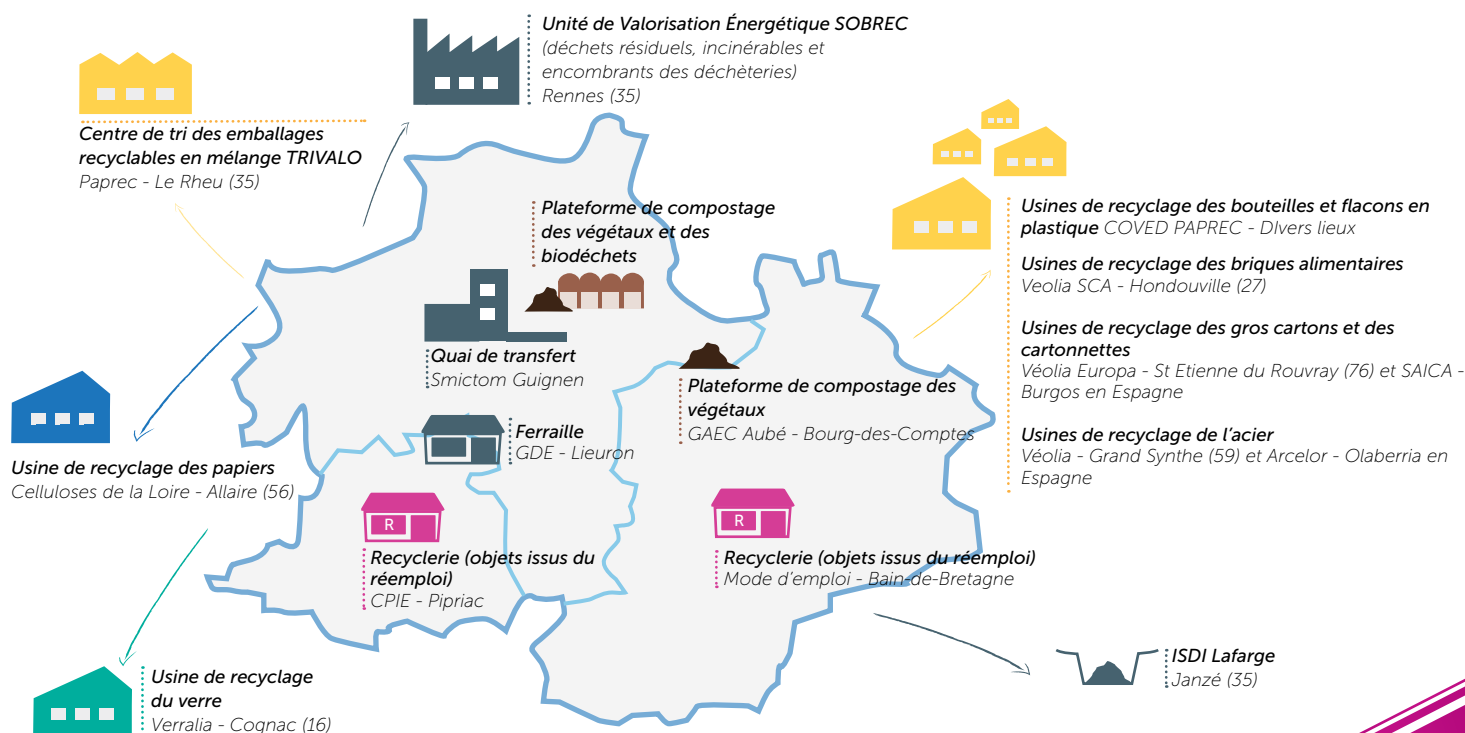 Unité de Valorisation Énergétique SOBREC
(déchets résiduels, incinérables et
encombrants des déchèteries)
Rennes (35)
Centre de tri des emballages
recyclables en mélange TRIVALO
Paprec - Le Rheu (35)
Plateforme de compostage
des végétaux et des
biodéchets
Usines de recyclage des bouteilles et flacons en
plastique COVED PAPREC - DIvers lieux
Usines de recyclage des briques alimentaires
Veolia SCA - Hondouville (27)
Usines de recyclage des gros cartons et des
cartonnettes
Véolia Europa - St Etienne du Rouvray (76) et SAICA -
Burgos en Espagne
Usines de recyclage de l'acier
Véolia - Grand Synthe (59) et Arcelor - Olaberria en
Espagne
Quai de transfert
Smictom Guignen
Plateforme de compostage des
végétaux
GAEC Aubé - Bourg-des-Comptes
Ferraille
GDE - Lieuron
Usine de recyclage des papiers
Celluloses de la Loire - Allaire (56)
R
Recyclerie (objets issus du
réemploi)
CPIE - Pipriac
R
Recyclerie (objets issus du réemploi)
Mode d'emploi - Bain-de-Bretagne
ISDI Lafarge
Janzé (35)
Usine de recyclage
du verre
Verralia - Cognac (16)